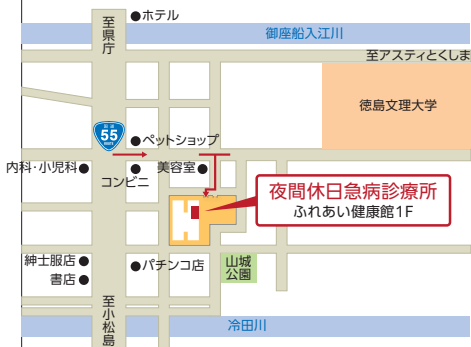 至県庁
●ホテル
御座船入江川
至アスティとくしま
徳島文理大学
国道
55
ROUTE
●ペットショップ
内科・小児科●
コンビニ
美容室●
夜間休日急病診療所
ふれあい健康館1F
紳士服店●
書店●
●パチンコ店
山城
公園
至小松島
冷田川